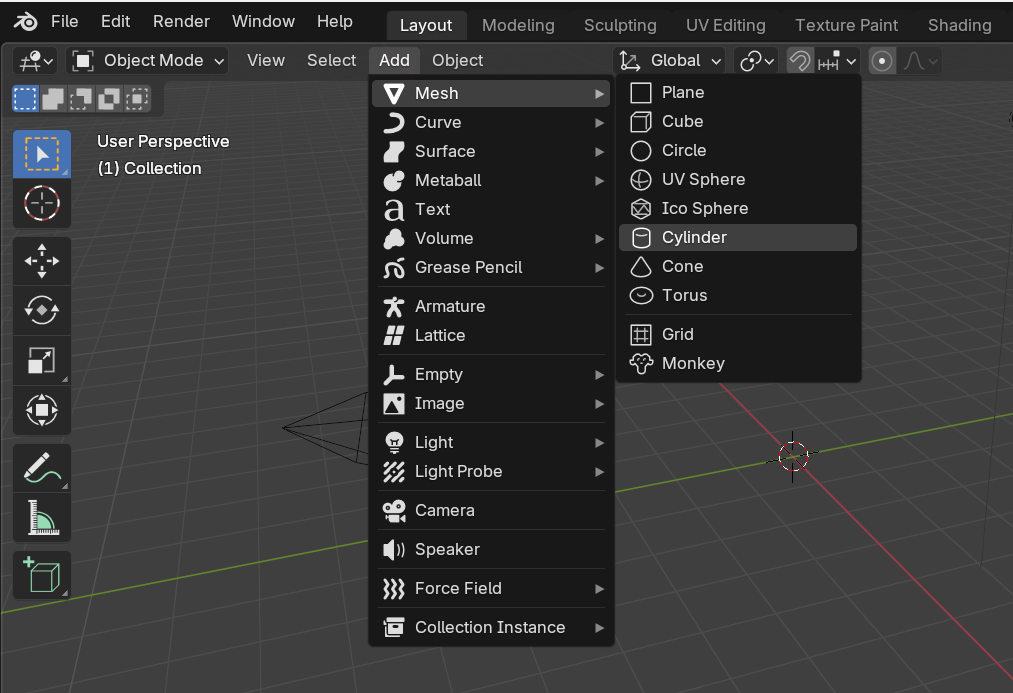 File Edit Render Window Help Layout Modeling Sculpting UV Editing Texture Paint Shading
Object Mode View Select Add Object Global
User Perspective
(1) Collection
Mesh
Curve
Surface
Metaball
Text
Volume
Grease Pencil
Armature
Lattice
Empty
Image
Light
Light Probe
Camera
Speaker
Force Field
Collection Instance
Plane
Cube
Circle
UV Sphere
Ico Sphere
Cylinder
Cone
Torus
Grid
Monkey